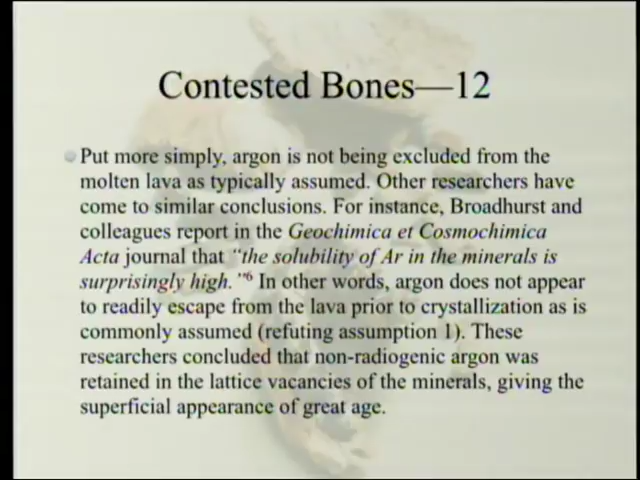 Contested Bones—12
Put more simply, argon is not being excluded from the
molten lava as typically assumed. Other researchers have
come to similar conclusions. For instance, Broadhurst and
colleagues report in the Geochimica et Cosmochimica
Acta journal that “the solubility of Ar in the minerals is
surprisingly high.”⁶ In other words, argon does not appear
to readily escape from the lava prior to crystallization as is
commonly assumed (refuting assumption 1). These
researchers concluded that non-radiogenic argon was
retained in the lattice vacancies of the minerals, giving the
superficial appearance of great age.